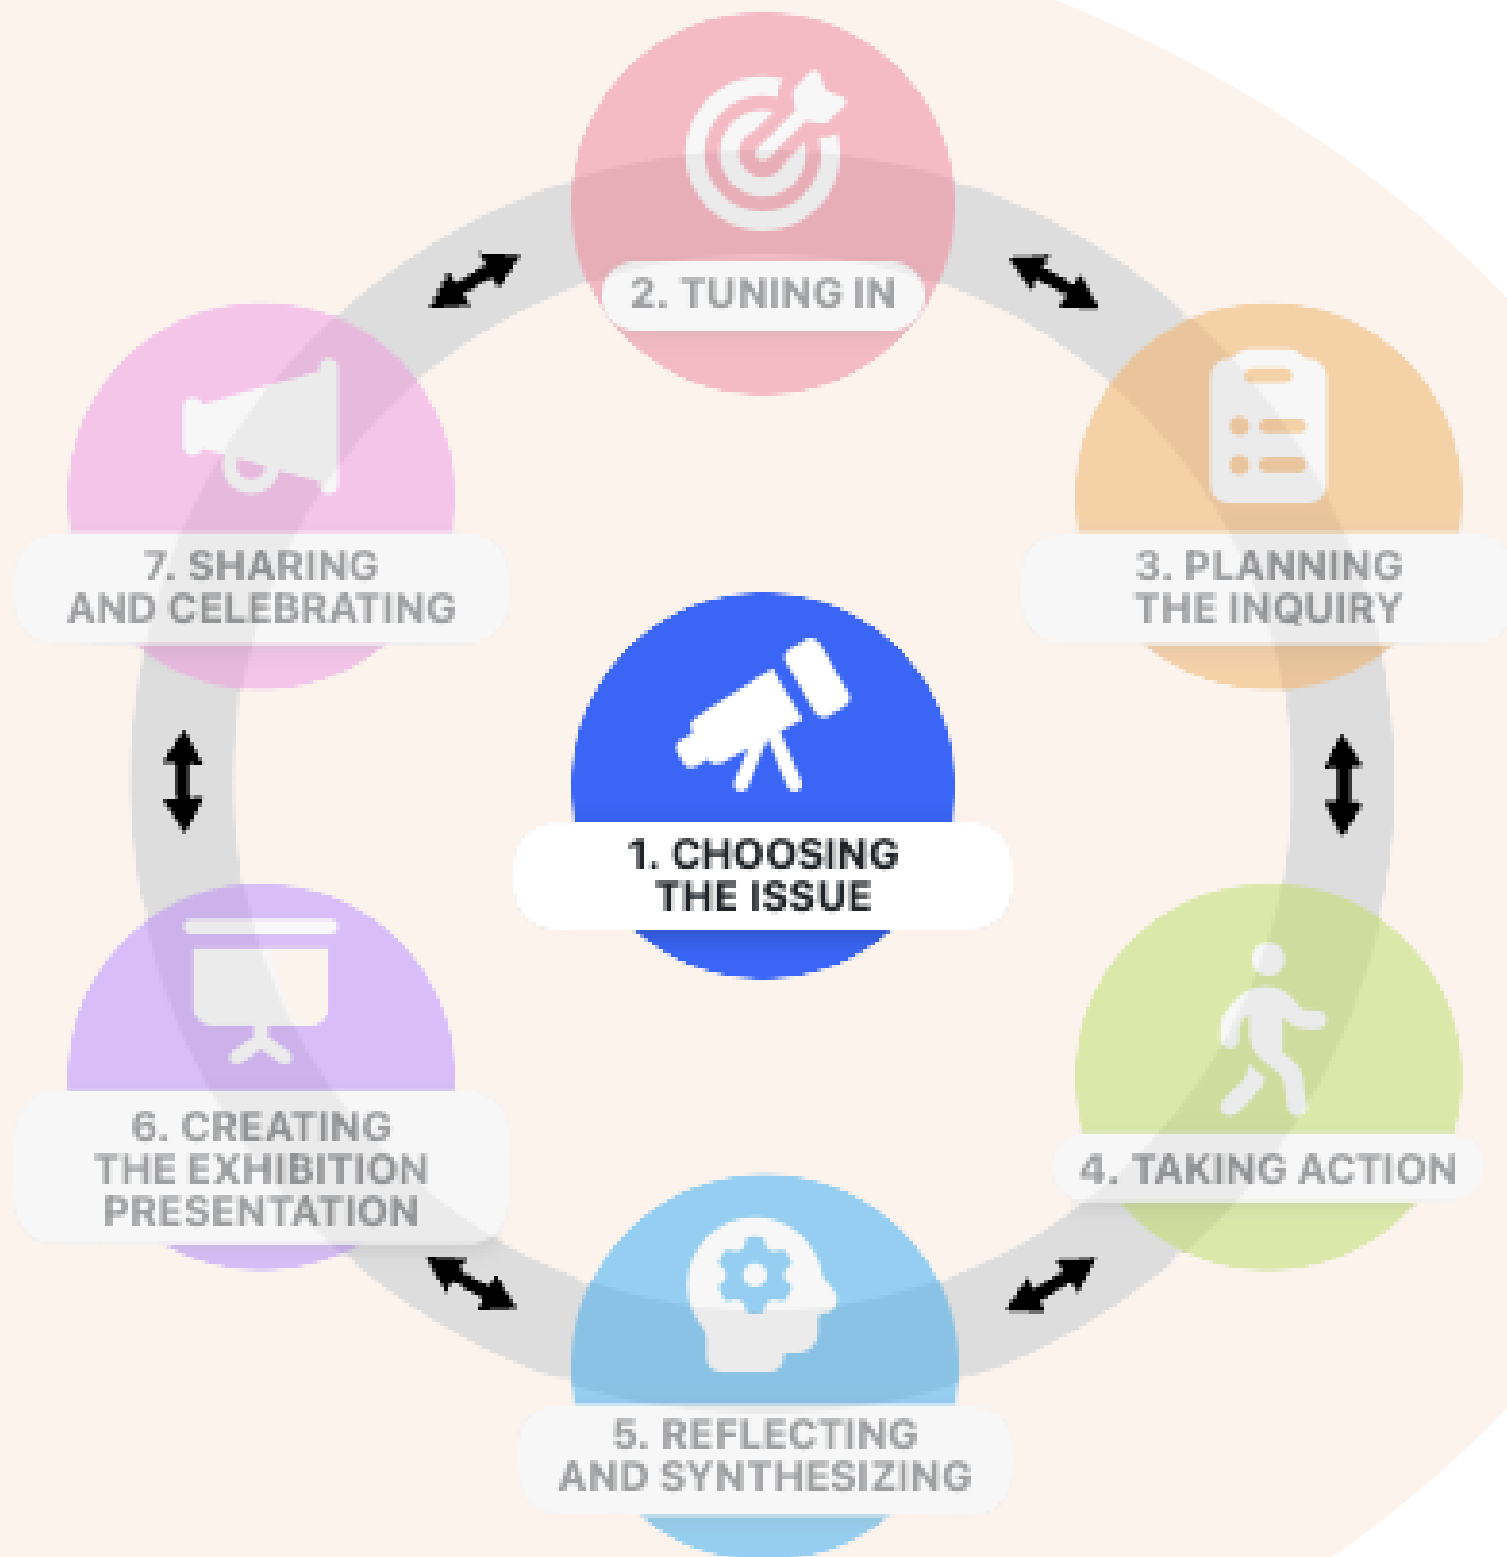 2. TUNING IN
7. SHARING
AND CELEBRATING
3. PLANNING
THE INQUIRY
1. CHOOSING
THE ISSUE
6. CREATING
THE EXHIBITION
PRESENTATION
4. TAKING ACTION
5. REFLECTING
AND SYNTHESIZING